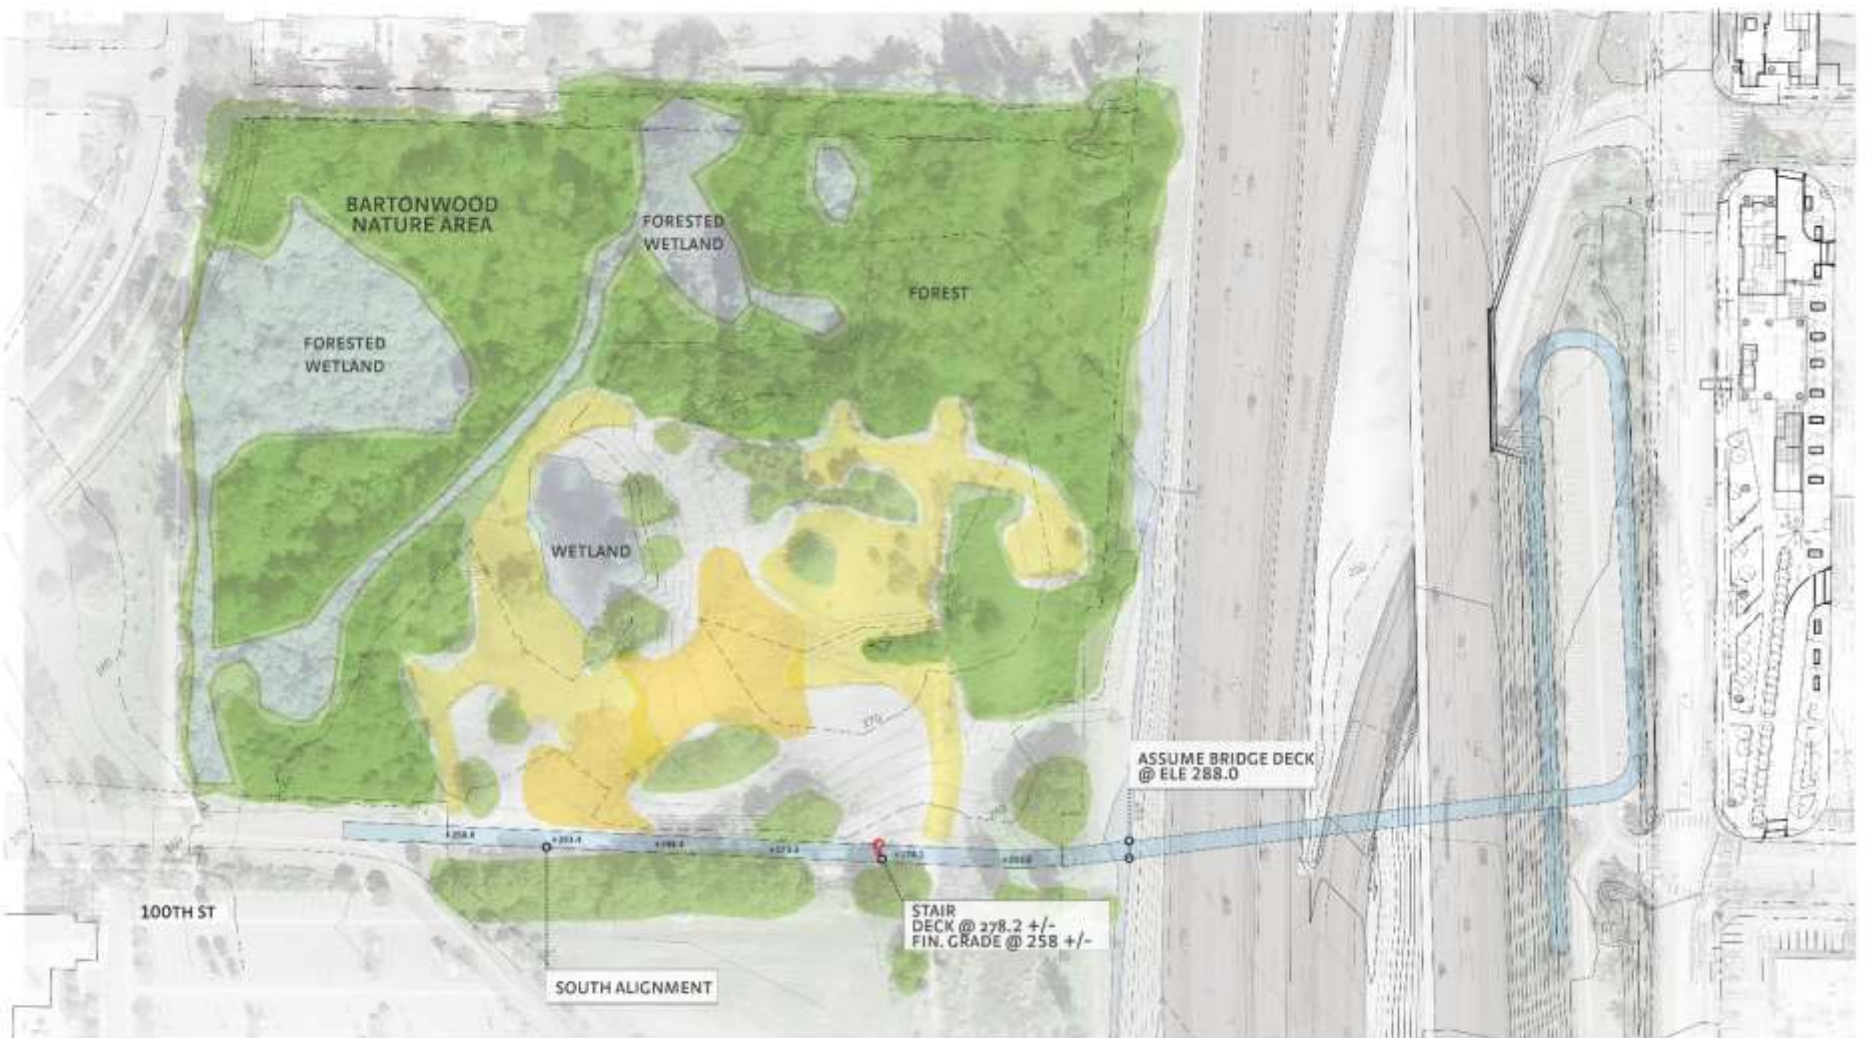 BARTONWOOD
NATURE AREA
FORESTED
WETLAND
FORESTED
WETLAND
FOREST
WETLAND
270
ASSUME BRIDGE DECK
@ ELE 288.0
100TH ST
STAIR
DECK @ 278.2 +/-
FIN. GRADE @ 258 +/-
SOUTH ALIGNMENT